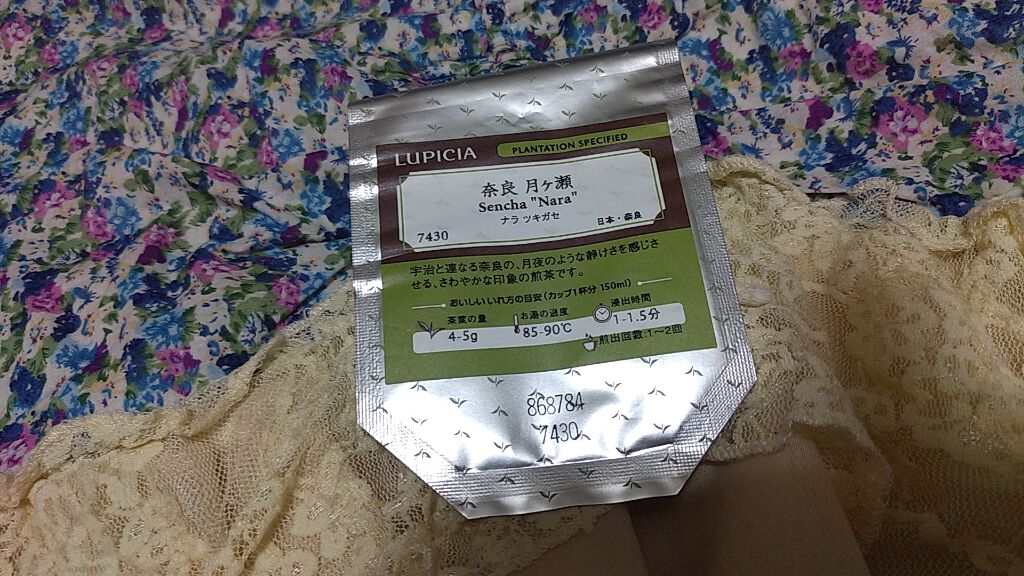 LUPICIA
PLANTATION SPECIFIED
奈良 月ヶ瀬
Sencha "Nara"
ナラ ツキガセ
7430
日本・奈良
宇治と連なる奈良の、月夜のような静けさを感じさ
せる、さわやかな印象の煎茶です。
おいしいいれ方の目安(カップ1杯分 150ml)
茶葉の量
4-5g
お湯の温度
85-90℃
浸出時間
1-1.5分
煎出回数:1〜2回
868784
7430